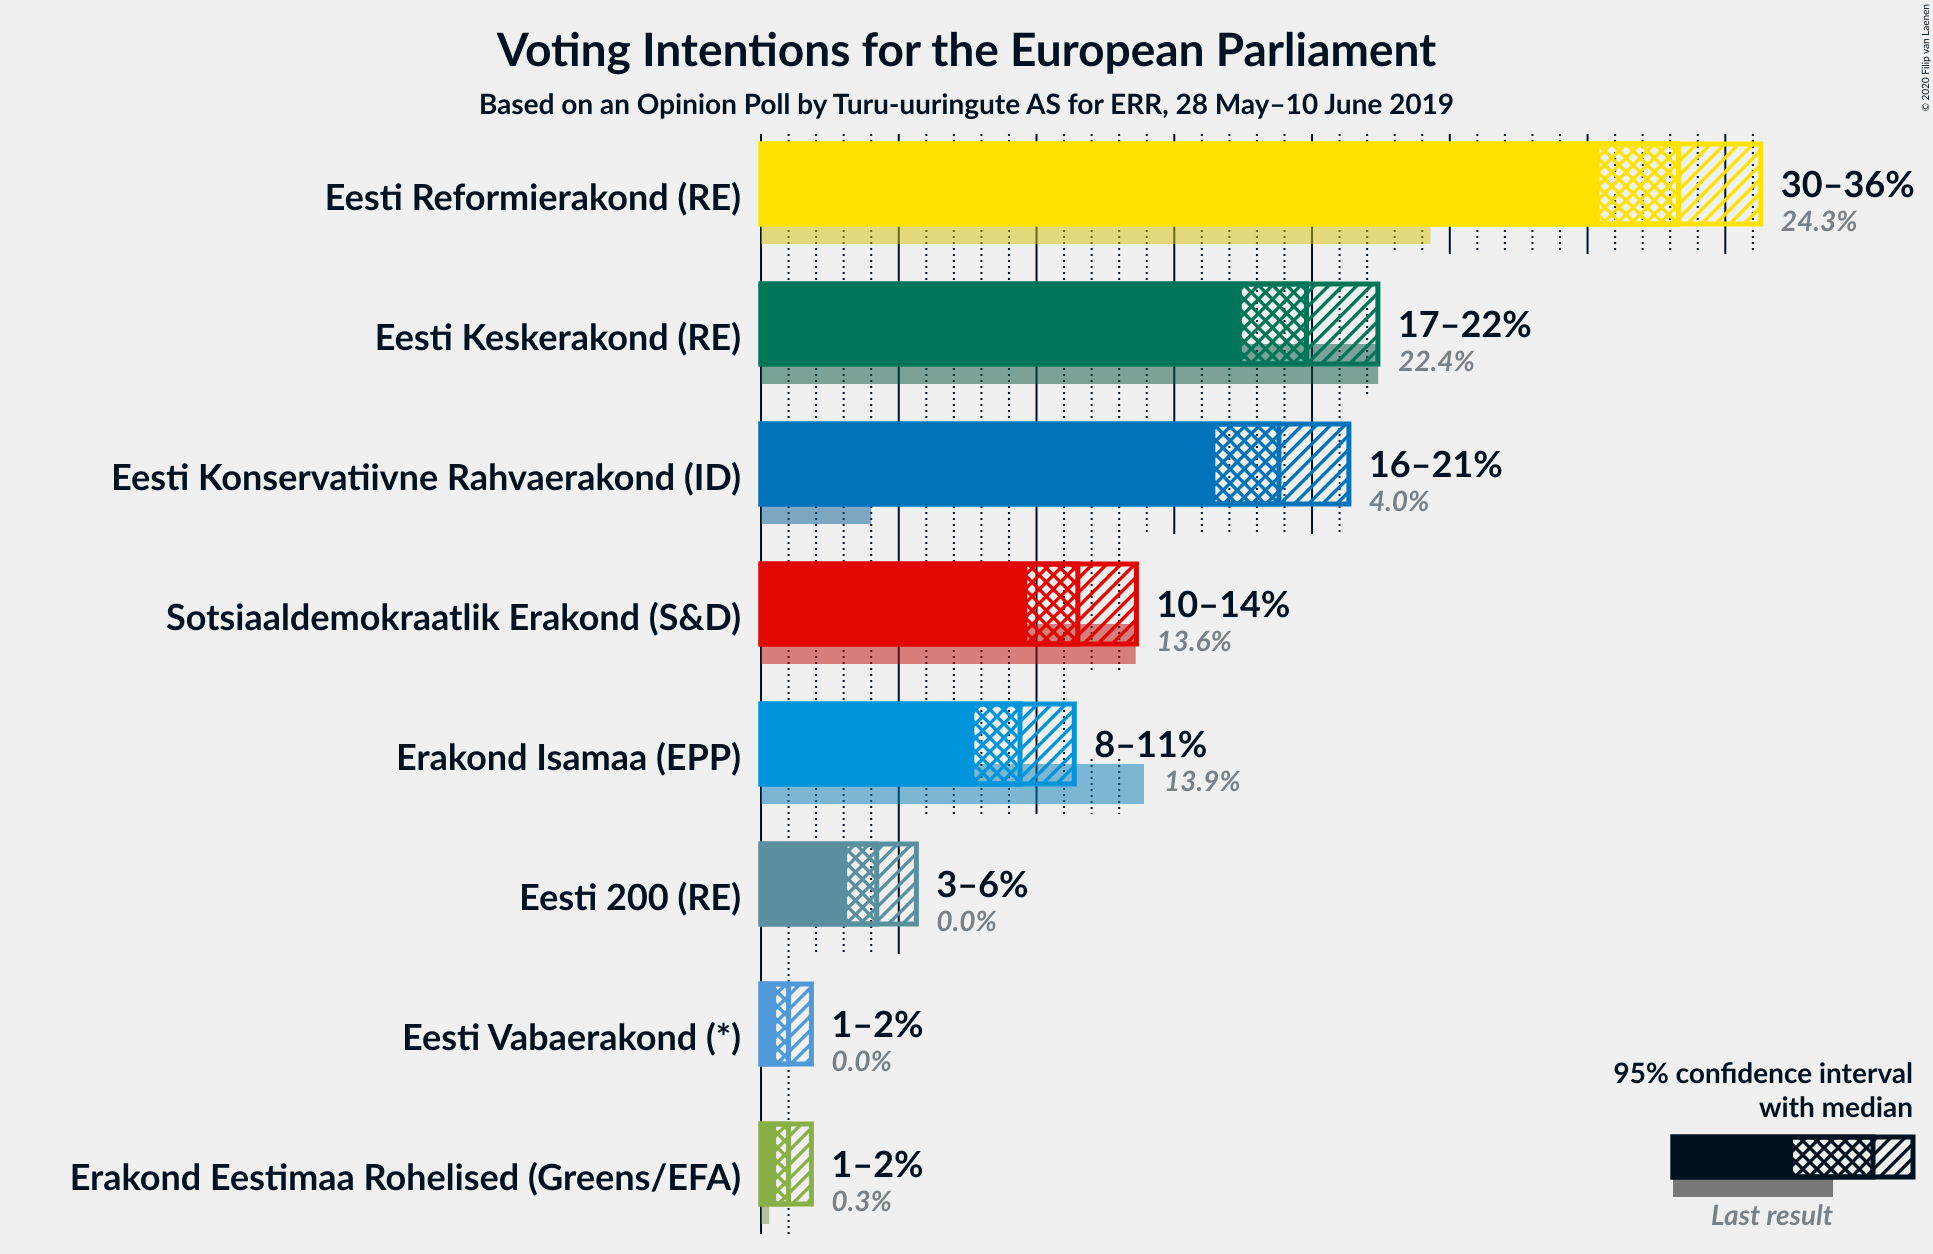 © 2020 Filip van Laenen
Voting Intentions for the European Parliament
Based on an Opinion Poll by Turu-uuringute AS for ERR, 28 May–10 June 2019
Eesti Reformierakond (RE)
30–36%
24.3%
Eesti Keskerakond (RE)
17–22%
22.4%
Eesti Konservatiivne Rahvaerakond (ID)
16–21%
4.0%
Sotsiaaldemokraatlik Erakond (S&D)
10–14%
13.6%
Erakond Isamaa (EPP)
8–11%
13.9%
Eesti 200 (RE)
3–6%
0.0%
Eesti Vabaerakond (*)
1–2%
0.0%
Erakond Eestimaa Rohelised (Greens/EFA)
1–2%
0.3%
95% confidence interval
with median
Last result